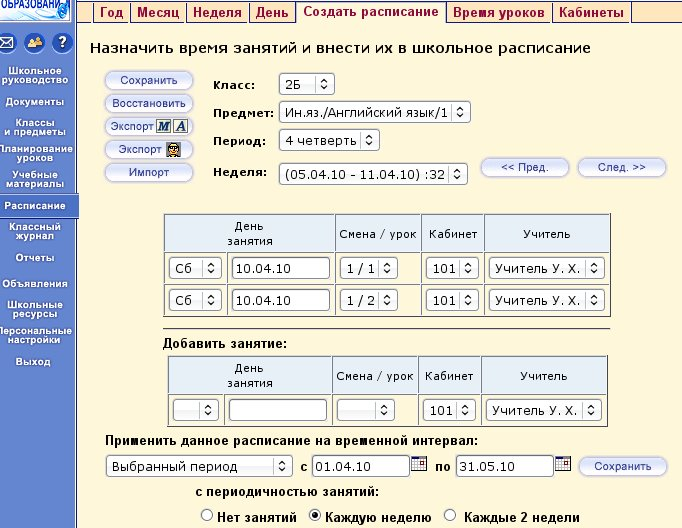 ОБРАЗОВАНИЯ
Год Месяц Неделя День Создать расписание Время уроков Кабинеты
Назначить время занятий и внести их в школьное расписание
Школьное
руководство
Документы
Классы
и предметы
Планирование
уроков
Учебные
материалы
Расписание
Классный
журнал
Отчеты
Объявления
Школьные
ресурсы
Персональные
настройки
Выход
Сохранить
Восстановить
Экспорт M A
Экспорт
Импорт
Класс: 2Б
Предмет: Ин.яз./Английский язык/1
Период: 4 четверть
Неделя: (05.04.10 - 11.04.10) :32 << Пред. След. >>
День
занятия Смена / урок Кабинет Учитель
Сб 10.04.10 1 / 1 101 Учитель У. Х.
Сб 10.04.10 1 / 2 101 Учитель У. Х.
Добавить занятие:
День
занятия Смена / урок Кабинет Учитель
101 Учитель У. Х.
Применить данное расписание на временной интервал:
Выбранный период с 01.04.10 по 31.05.10 Сохранить
с периодичностью занятий:
Нет занятий Каждую неделю Каждые 2 недели